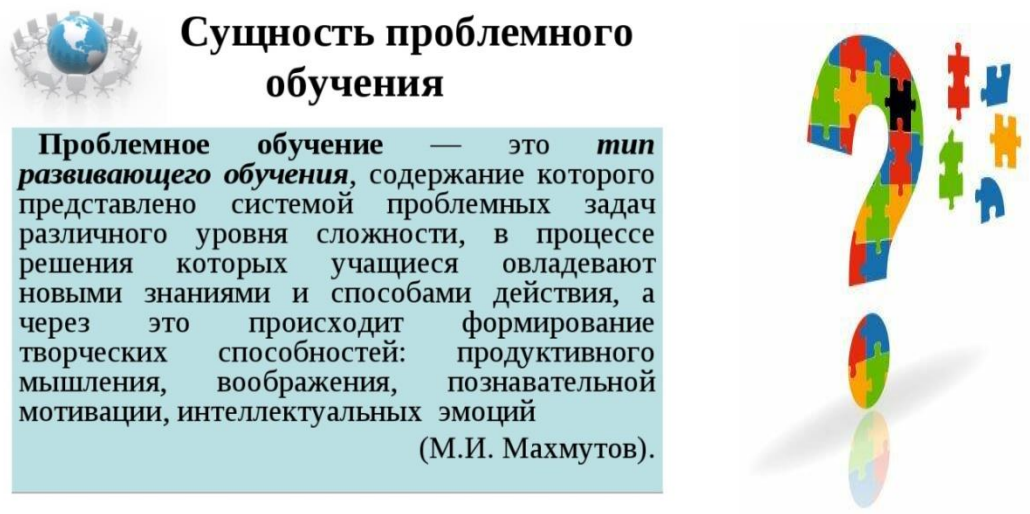 Сущность проблемного
обучения
Проблемное обучение — это тип
развивающего обучения, содержание которого
представлено системой проблемных задач
различного уровня сложности, в процессе
решения которых учащиеся овладевают
новыми знаниями и способами действия, а
через это происходит формирование
творческих способностей: продуктивного
мышления, воображения, познавательной
мотивации, интеллектуальных эмоций
(М.И. Махмутов).